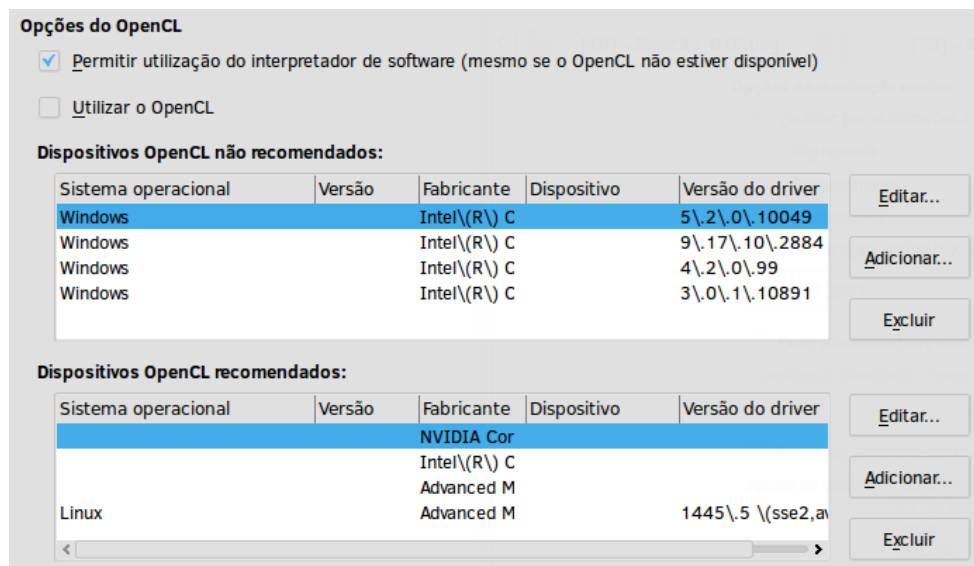 Opções do OpenCL
Permitir utilização do interpretador de software (mesmo se o OpenCL não estiver disponível)
Utilizar o OpenCL
Dispositivos OpenCL não recomendados:
Sistema operacional Versão Fabricante Dispositivo Versão do driver
Editar...
Windows Intel\(R\) C 5\.2\.0\.10049
Windows Intel\(R\) C 9\.17\.10\.2884
Adicionar...
Windows Intel\(R\) C 4\.2\.0\.99
Windows Intel\(R\) C 3\.0\.1\.10891
Excluir
Dispositivos OpenCL recomendados:
Sistema operacional Versão Fabricante Dispositivo Versão do driver
Editar...
NVIDIA Cor
Intel\(R\) C
Adicionar...
Advanced M
Linux Advanced M 1445\.5 \(sse2,av
Excluir